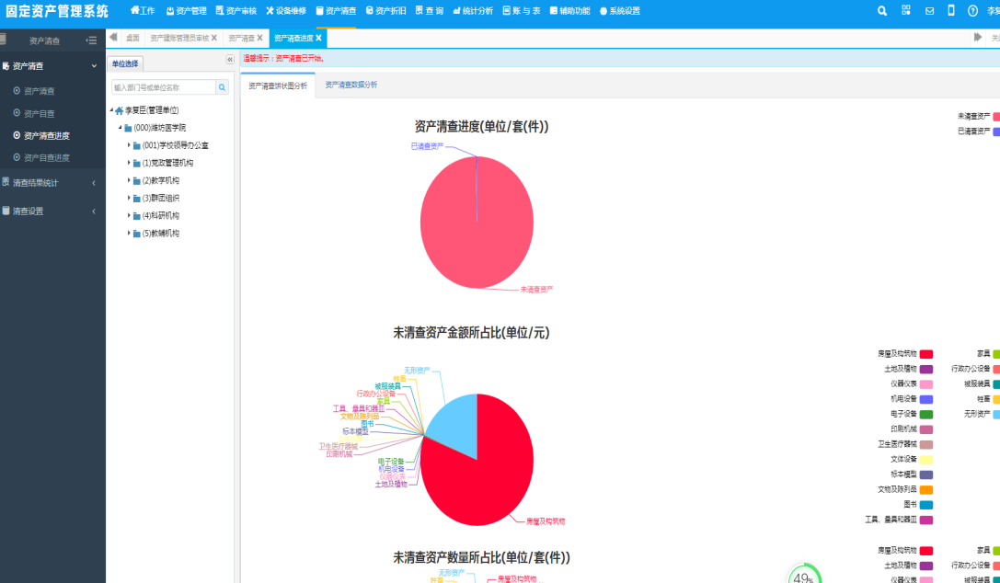 固定资产管理系统
工作 资产管理 资产审核 设备维修 资产清查 资产折旧 查 询 统计分析 账 与 表 辅助功能 系统设置
资产清查
桌面 资产建账管理员审核 X 资产清查 X 资产清查进度 X
资产清查
资产清查
资产自查
资产清查进度
资产自查进度
清查结果统计
清查设置
单位选择
输入部门号或单位名称
李复臣(管理单位)
(000)潍坊医学院
(001)学校领导办公室
(1)党政管理机构
(2)教学机构
(3)群团组织
(4)科研机构
(5)教辅机构
温馨提示：资产清查已开始。
资产清查饼状图分析 资产清查数据分析
资产清查进度(单位/套(件))
未清查资产
已清查资产
已清查资产
未清查资产
未清查资产金额所占比(单位/元)
无形资产
牲畜
被服装具
行政办公设备
家具
工具、量具和器皿
文物及陈列品
图书
标本模型
卫生医疗器械
印刷机械
电子设备
机电设备
仪器仪表
土地及植物
房屋及构筑物
房屋及构筑物 家具
土地及植物 行政办公设备
仪器仪表 被服装具
机电设备 牲畜
电子设备 无形资产
印刷机械
卫生医疗器械
文体设备
标本模型
文物及陈列品
图书
工具、量具和器皿
未清查资产数量所占比(单位/套(件))
无形资产
牲畜
房屋及构筑物
房屋及构筑物 家具
土地及植物 行政办公设备
仪器仪表 被服装具
49%